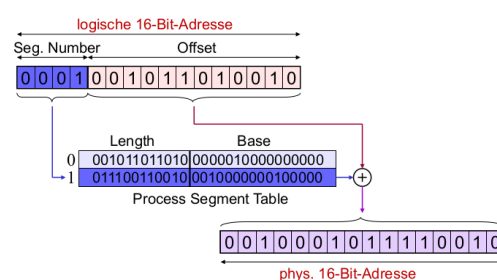 logische 16-Bit-Adresse
Seg. Number Offset
0 0 0 1 0 0 1 0 1 1 0 1 0 0 1 0
Length Base
0 001011011010 0000010000000000
1 011100110010 0010000000100000
+
Process Segment Table
0 0 1 0 0 0 1 0 1 1 1 1 0 0 1 0
phys. 16-Bit-Adresse